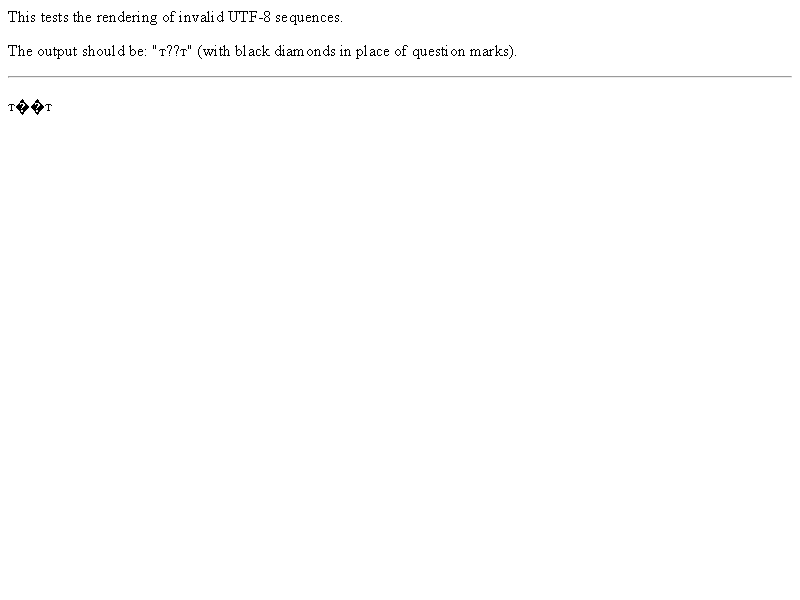 This tests the rendering of invalid UTF-8 sequences.
The output should be: "т??т" (with black diamonds in place of question marks).
т��т